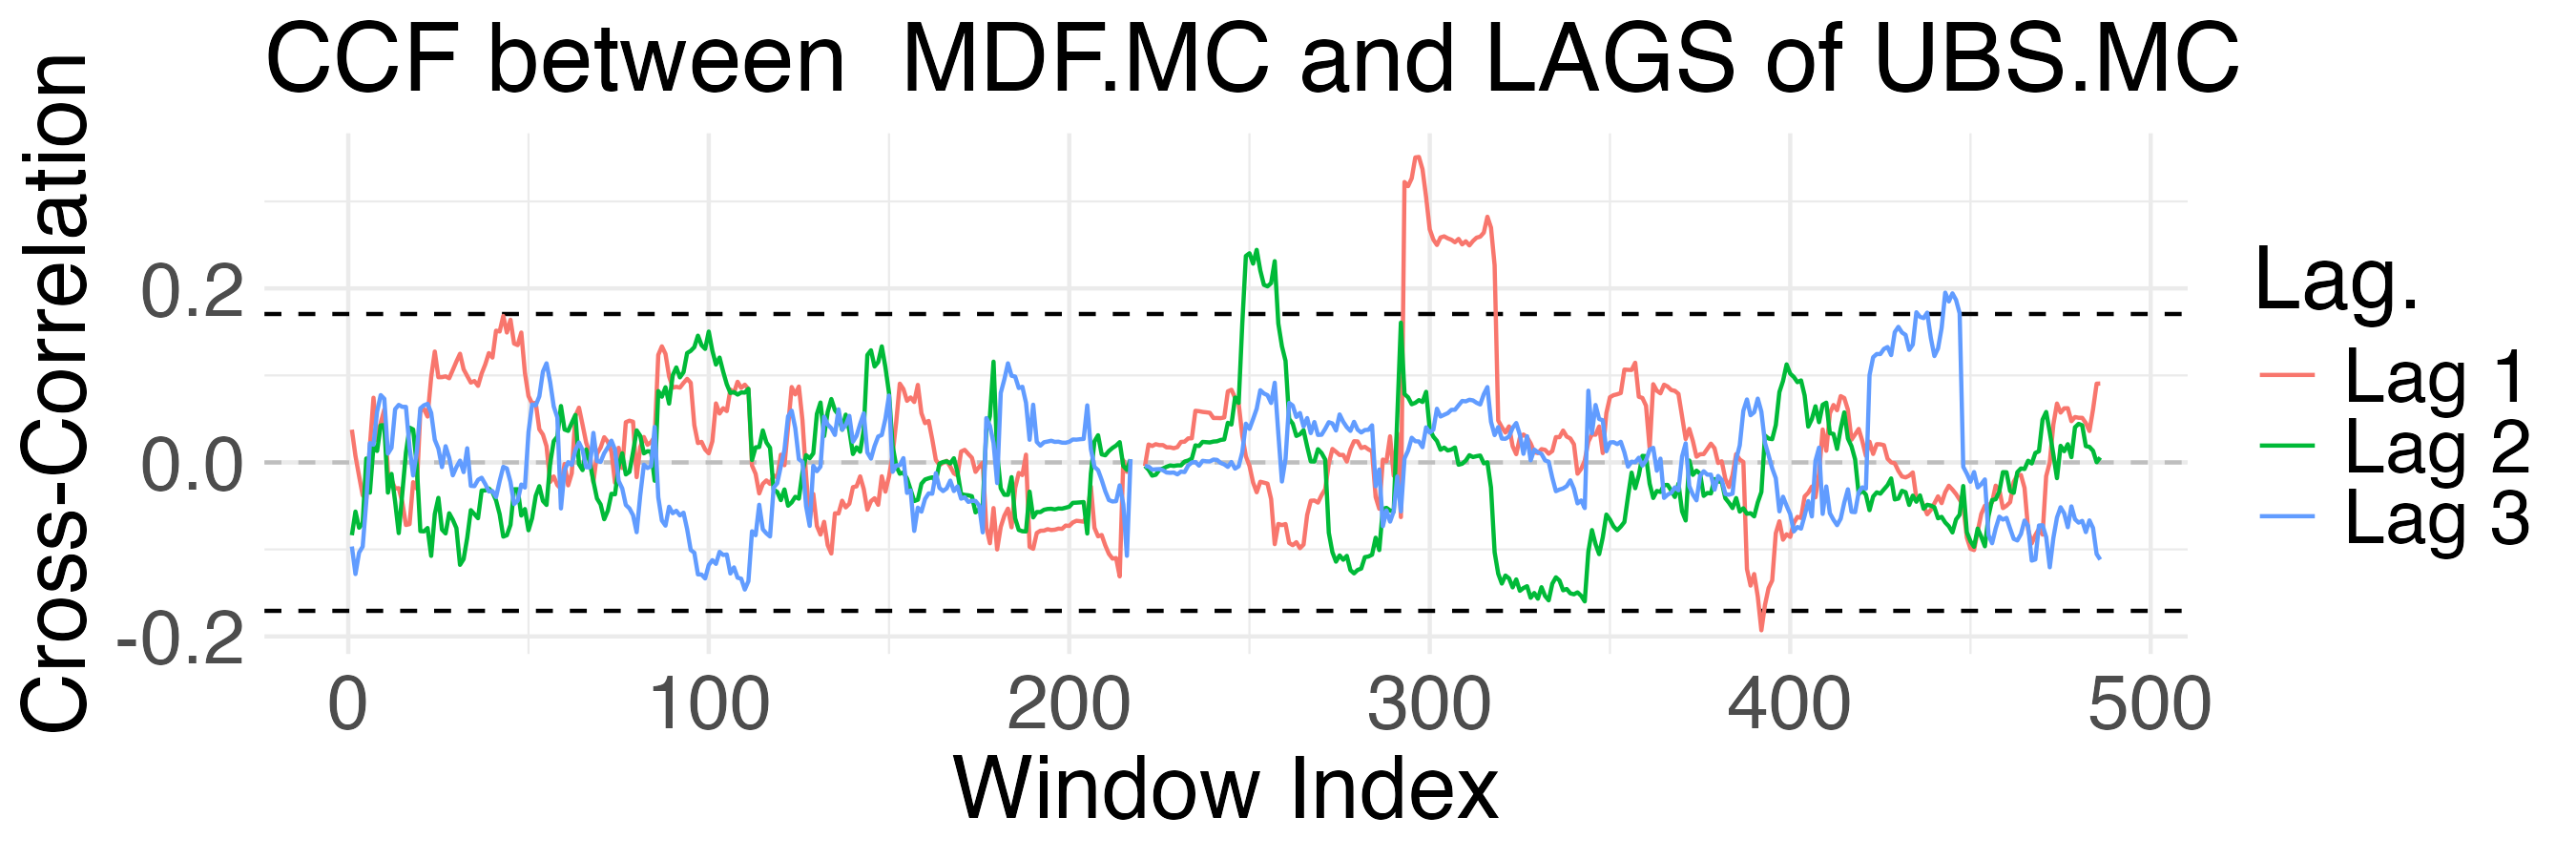 CCF between  MDF.MC and LAGS of UBS.MC
Cross-Correlation
0.2
0.0
-0.2
0 100 200 300 400 500
Window Index
Lag.
Lag 1
Lag 2
Lag 3